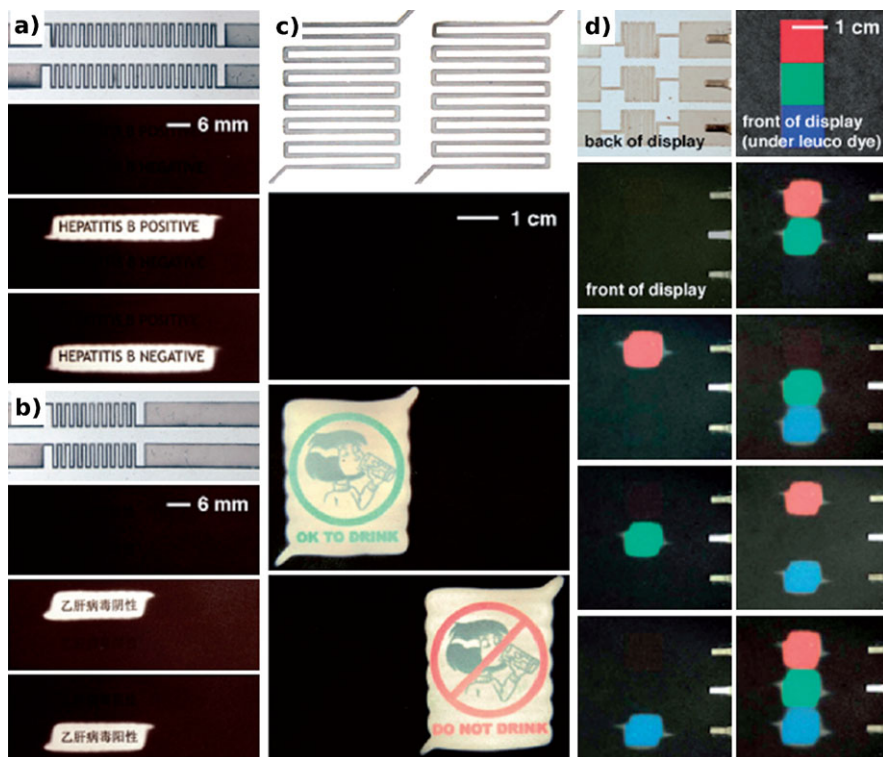 a)
6 mm
HEPATITIS B POSITIVE
HEPATITIS B NEGATIVE
b)
6 mm
乙肝病毒阴性
乙肝病毒阳性
c)
1 cm
OK TO DRINK
DO NOT DRINK
d)
back of display
1 cm
front of display
(under leuco dye)
front of display